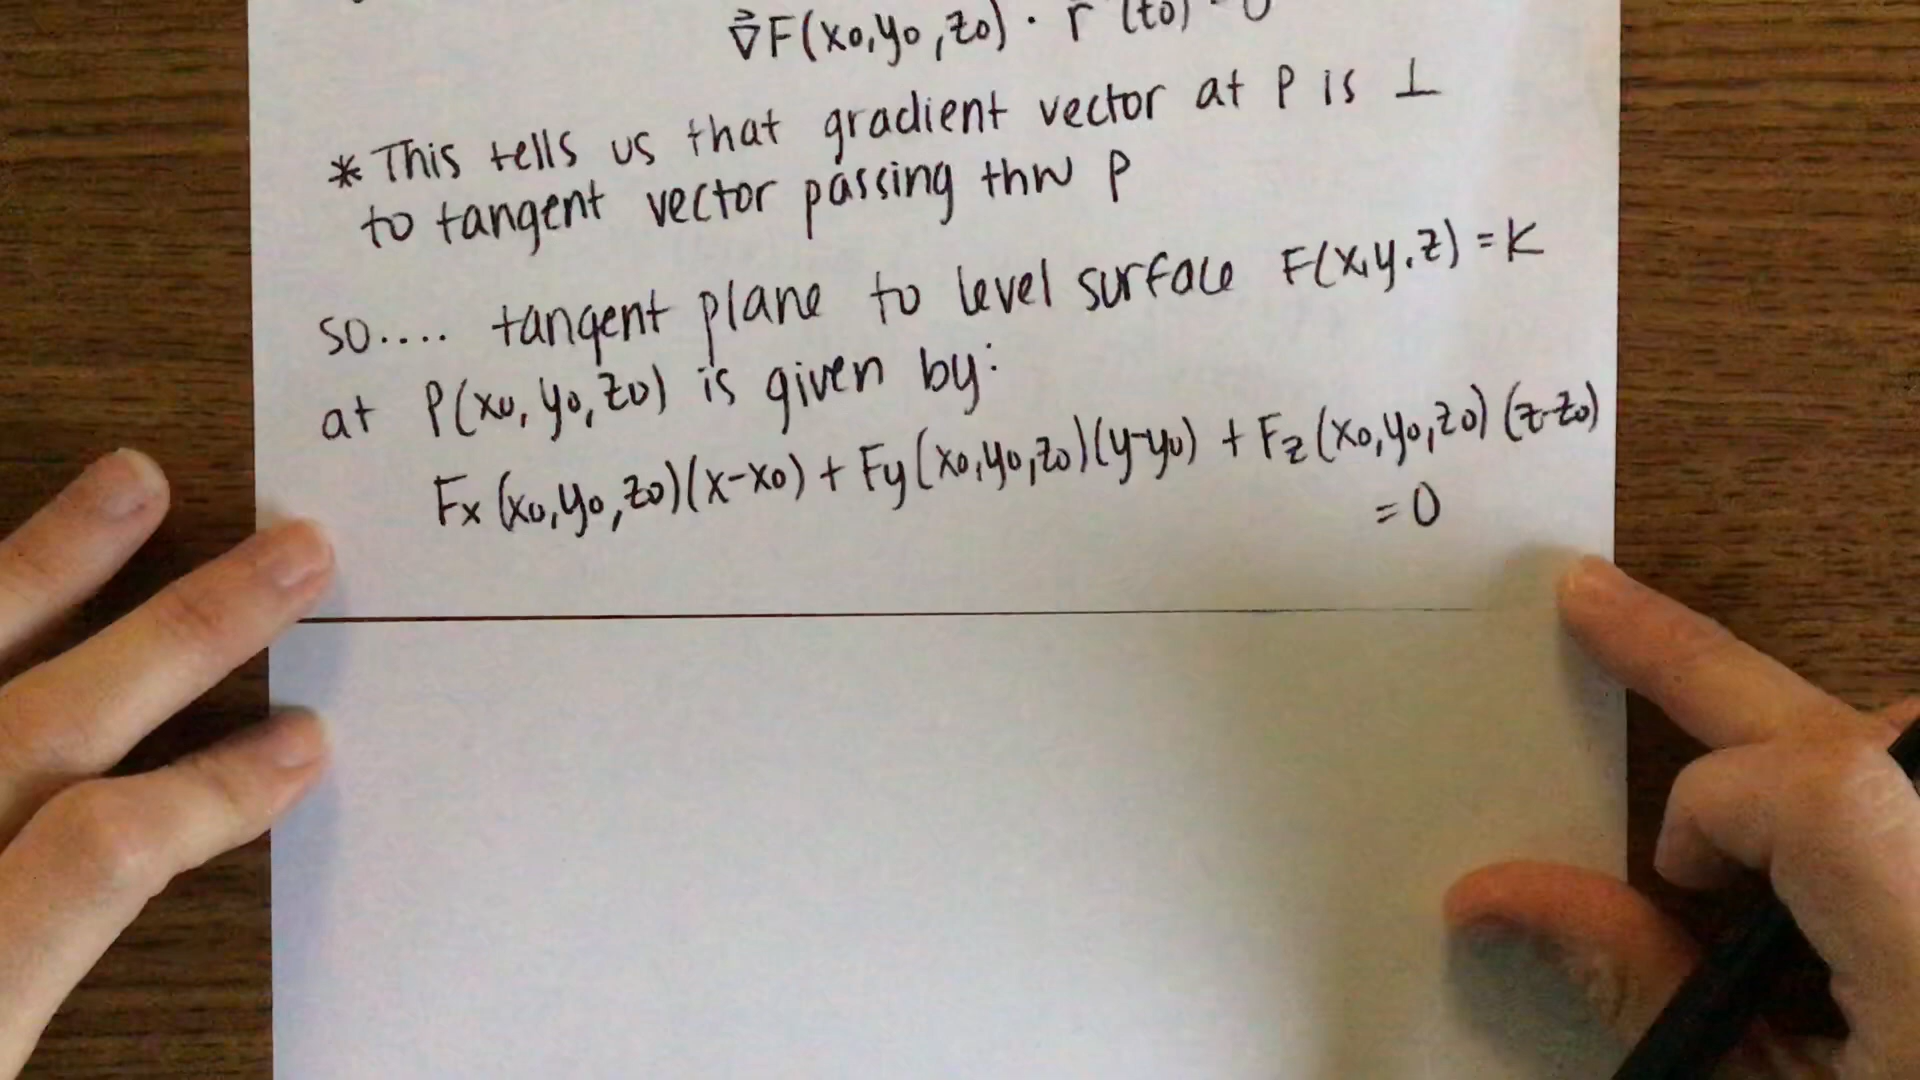 ∇⃗F(x0,y0,z0) · r (t0) · 0
*This tells us that gradient vector at P is ⊥
to tangent vector passing thru P
so.... tangent plane to level surface F(x,y,z) = K
at P(x0, y0, z0) is given by:
Fx (x0, y0, z0)(x-x0) + Fy (x0,y0,z0)(y-y0) + Fz (x0,y0,z0) (z-z0)
= 0